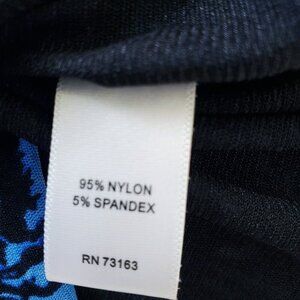 95% NYLON
5% SPANDEX
RN 73163